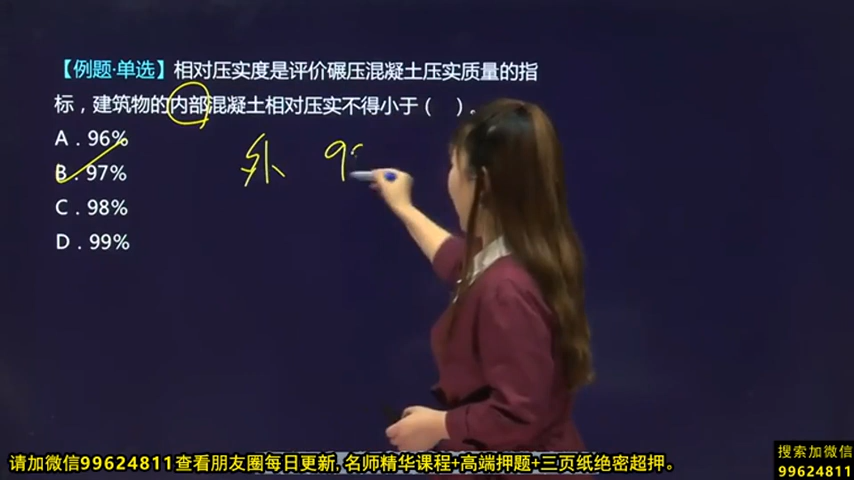 【例题·单选】相对压实度是评价碾压混凝土压实质量的指
标，建筑物的内部混凝土相对压实不得小于（ ）。
A．96%
外 9
B．97%
C．98%
D．99%
请加微信99624811查看朋友圈每日更新,名师精华课程+高端押题+三页纸绝密超押。
搜索加微信
99624811